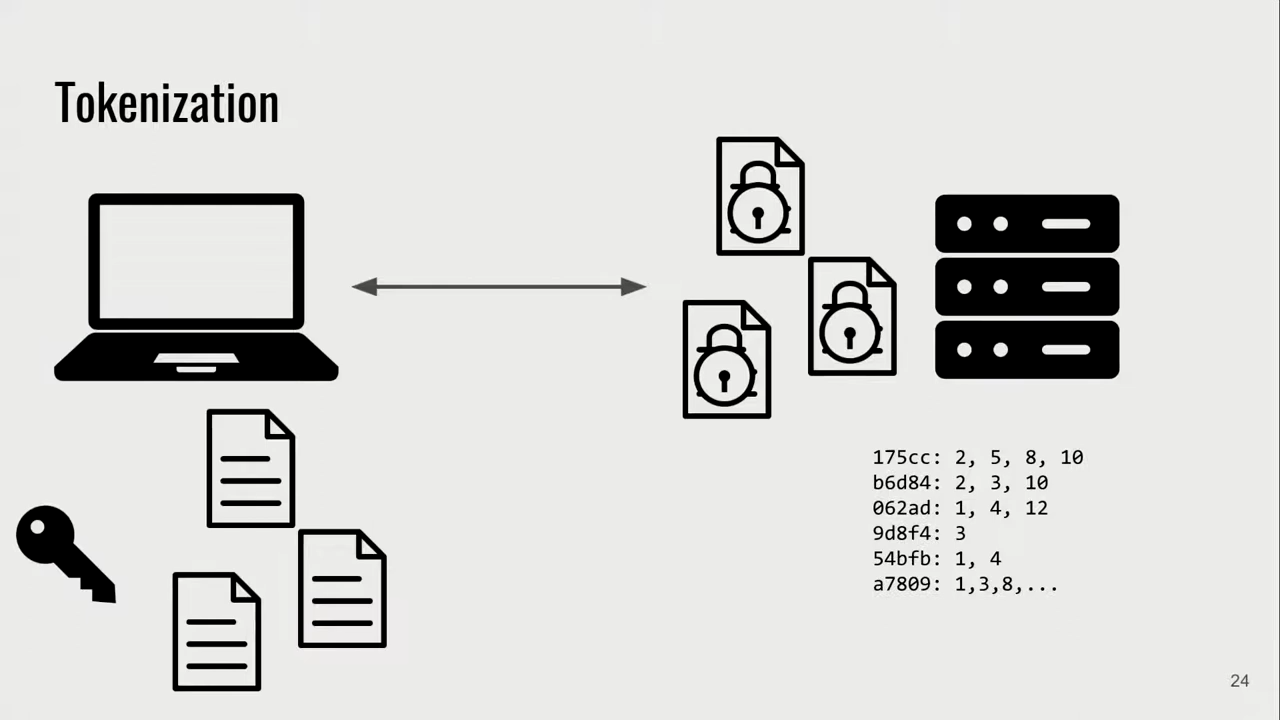 Tokenization
175cc: 2, 5, 8, 10
b6d84: 2, 3, 10
062ad: 1, 4, 12
9d8f4: 3
54bfb: 1, 4
a7809: 1,3,8,...
24